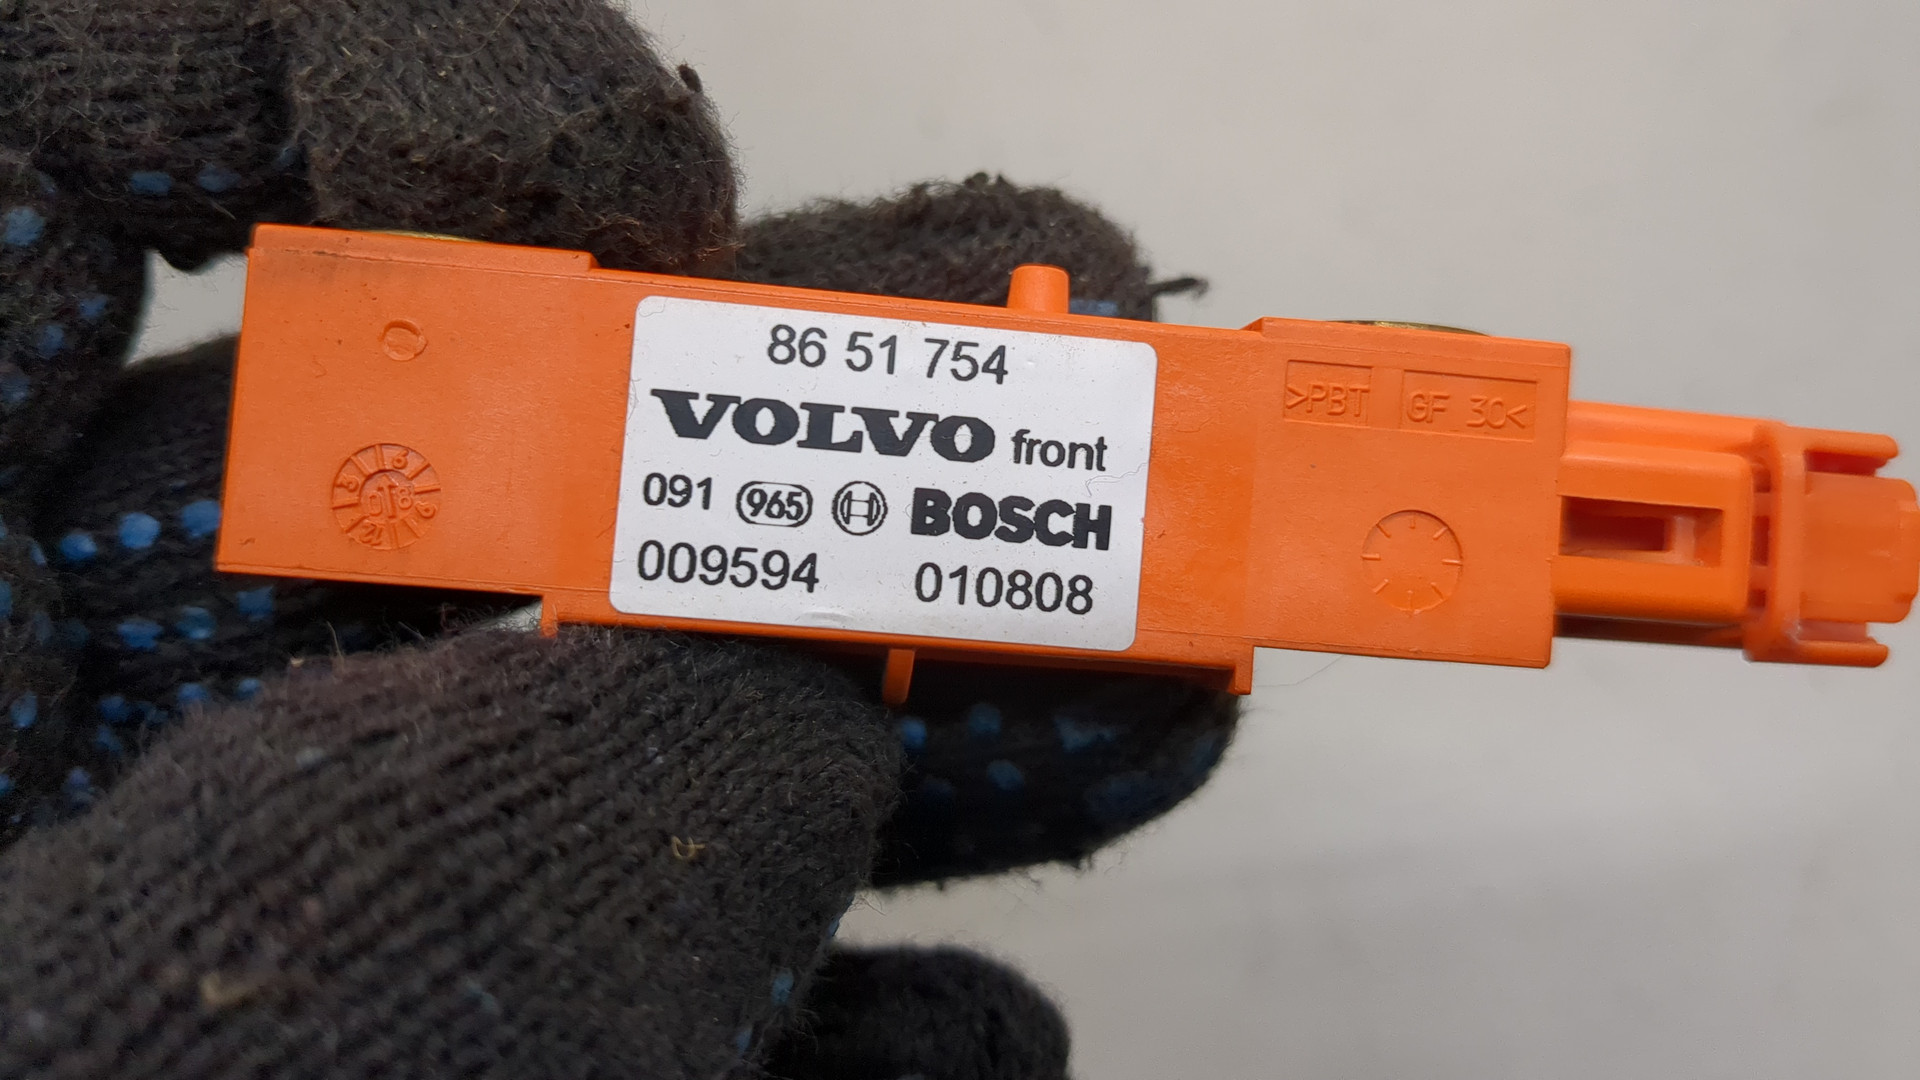 86 51 754
VOLVO front
091 965 BOSCH
009594 010808
>PBT GF 30<